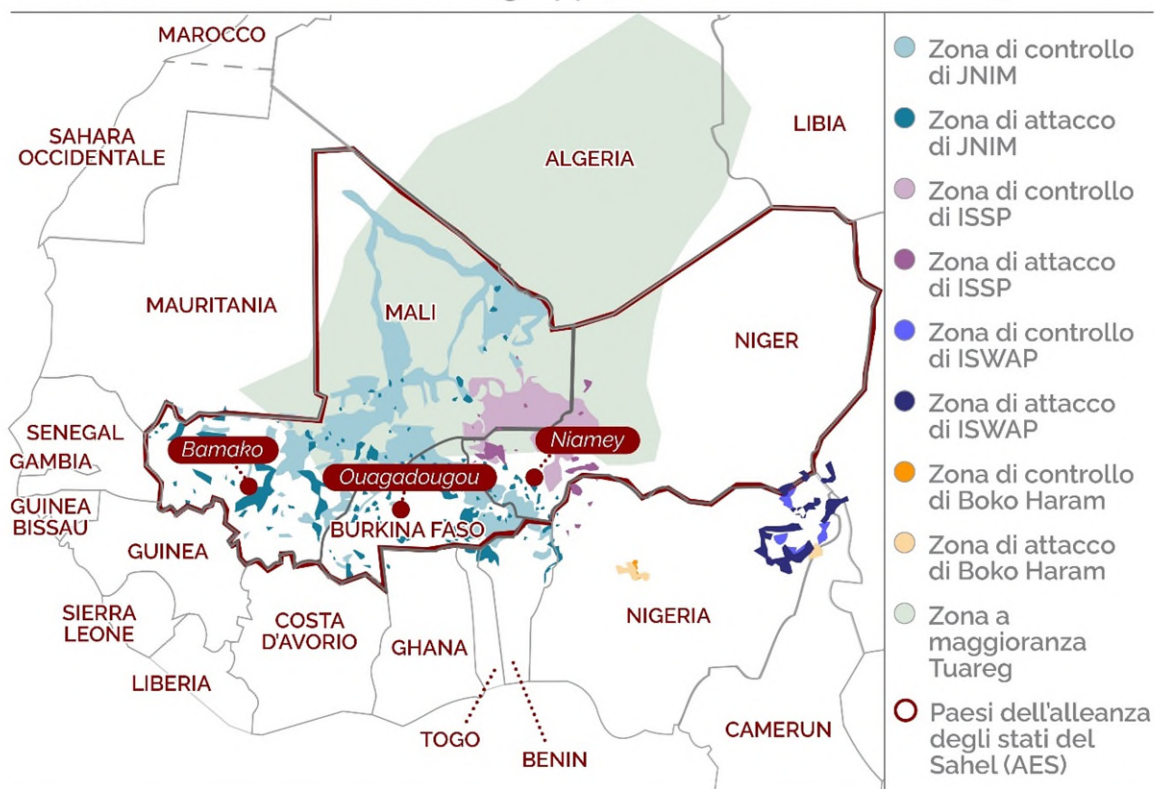 MAROCCO
SAHARA
OCCIDENTALE
ALGERIA
LIBIA
MAURITANIA
MALI
NIGER
SENEGAL
GAMBIA
GUINEA
BISSAU
GUINEA
SIERRA
LEONE
LIBERIA
COSTA
D'AVORIO
GHANA
BURKINA FASO
TOGO
BENIN
NIGERIA
CAMERUN
Bamako
Ouagadougou
Niamey
Zona di controllo
di JNIM
Zona di attacco
di JNIM
Zona di controllo
di ISSP
Zona di attacco
di ISSP
Zona di controllo
di ISWAP
Zona di attacco
di ISWAP
Zona di controllo
di Boko Haram
Zona di attacco
di Boko Haram
Zona a
maggioranza
Tuareg
Paesi dell'alleanza
degli stati del
Sahel (AES)